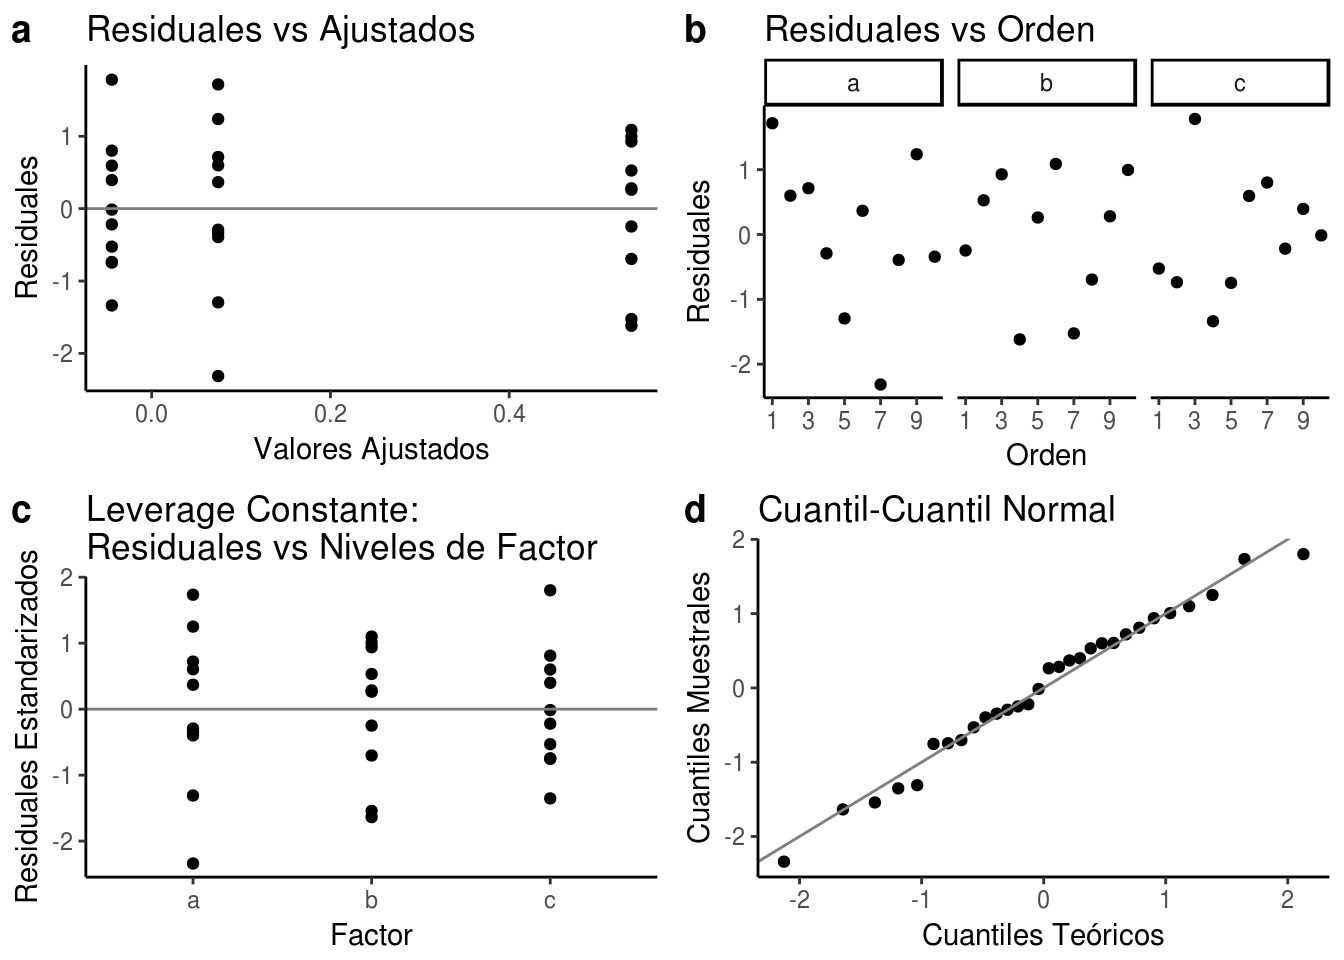 a Residuales vs Ajustados
Residuales
1
0
-1
-2
0.0 0.2 0.4
Valores Ajustados
b Residuales vs Orden
a b c
Residuales
1
0
-1
-2
1 3 5 7 9 1 3 5 7 9 1 3 5 7 9
Orden
c Leverage Constante:
Residuales vs Niveles de Factor
Residuales Estandarizados
2
1
0
-1
-2
a b c
Factor
d Cuantil-Cuantil Normal
Cuantiles Muestrales
2
1
0
-1
-2
-2 -1 0 1 2
Cuantiles Teóricos